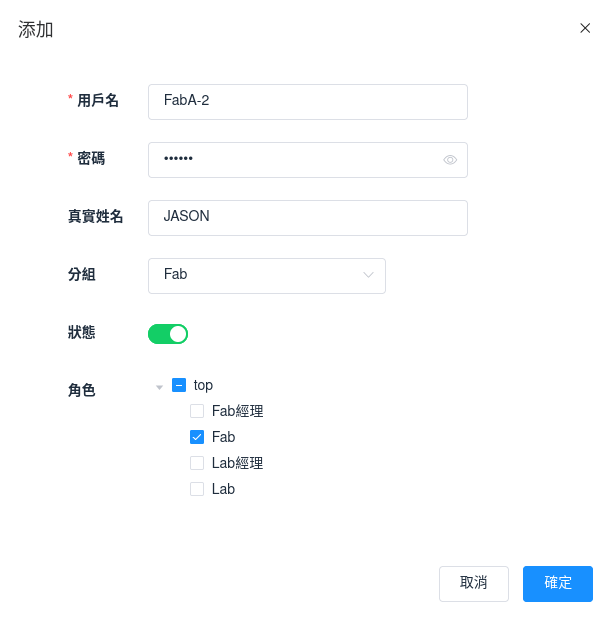 添加
* 用戶名 FabA-2
* 密碼 ••••••
真實姓名 JASON
分組 Fab
狀態
角色 top
Fab經理
Fab
Lab經理
Lab
取消 確定